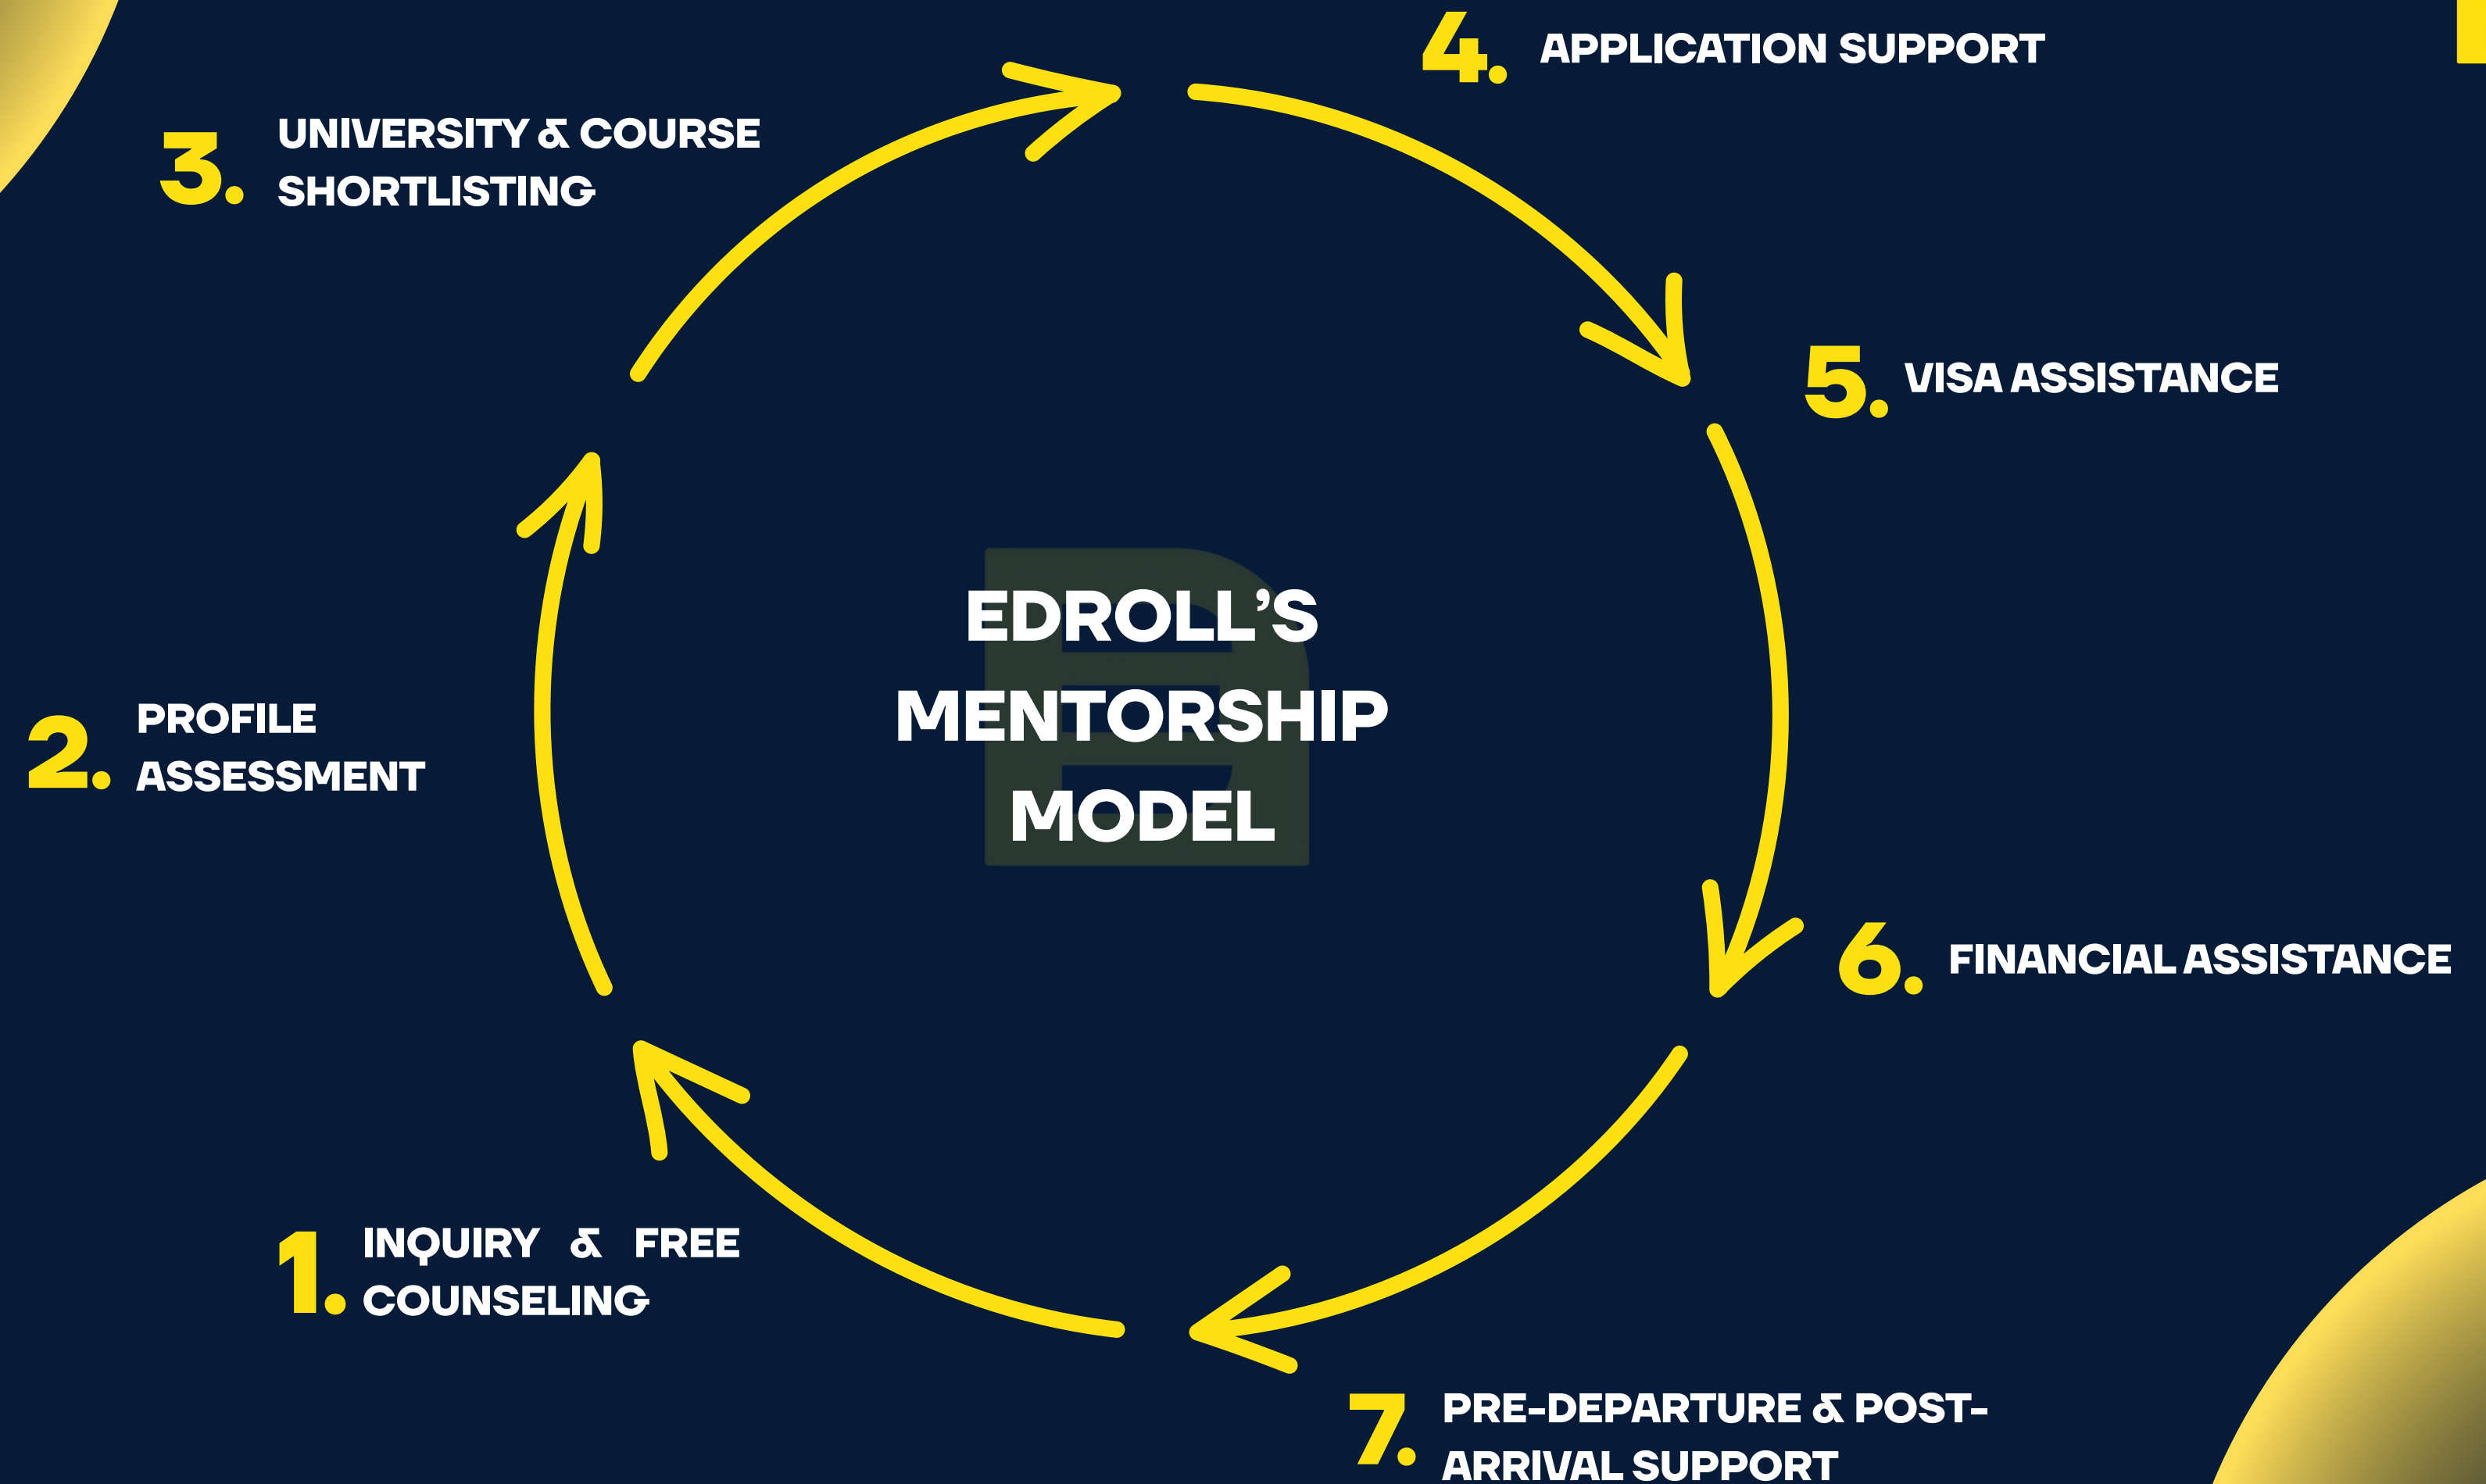 4. APPLICATION SUPPORT
3. UNIVERSITY & COURSE
SHORTLISTING
5. VISA ASSISTANCE
EDROLL’S
MENTORSHIP
MODEL
2. PROFILE
ASSESSMENT
6. FINANCIAL ASSISTANCE
1. INQUIRY & FREE
COUNSELING
7. PRE-DEPARTURE & POST-
ARRIVAL SUPPORT